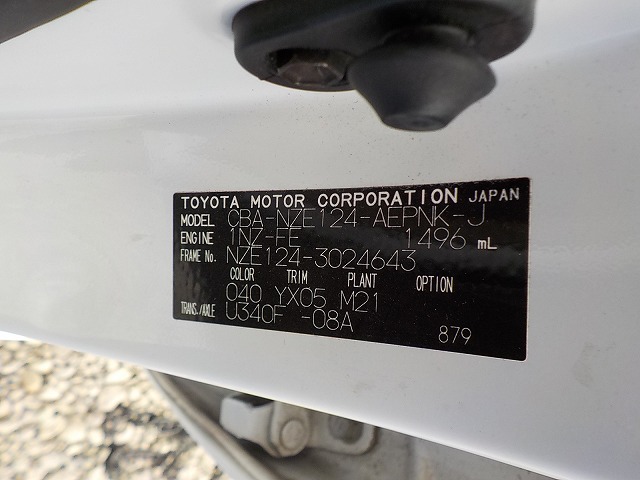 TOYOTA MOTOR CORPORATION JAPAN
MODEL CBA-NZE124-AEPNK-J
ENGINE 1NZ-FE 1496 mL
FRAME No. NZE124-3024643
COLOR TRIM PLANT OPTION
040 YX05 M21
TRANS./AXLE U340F -08A
879